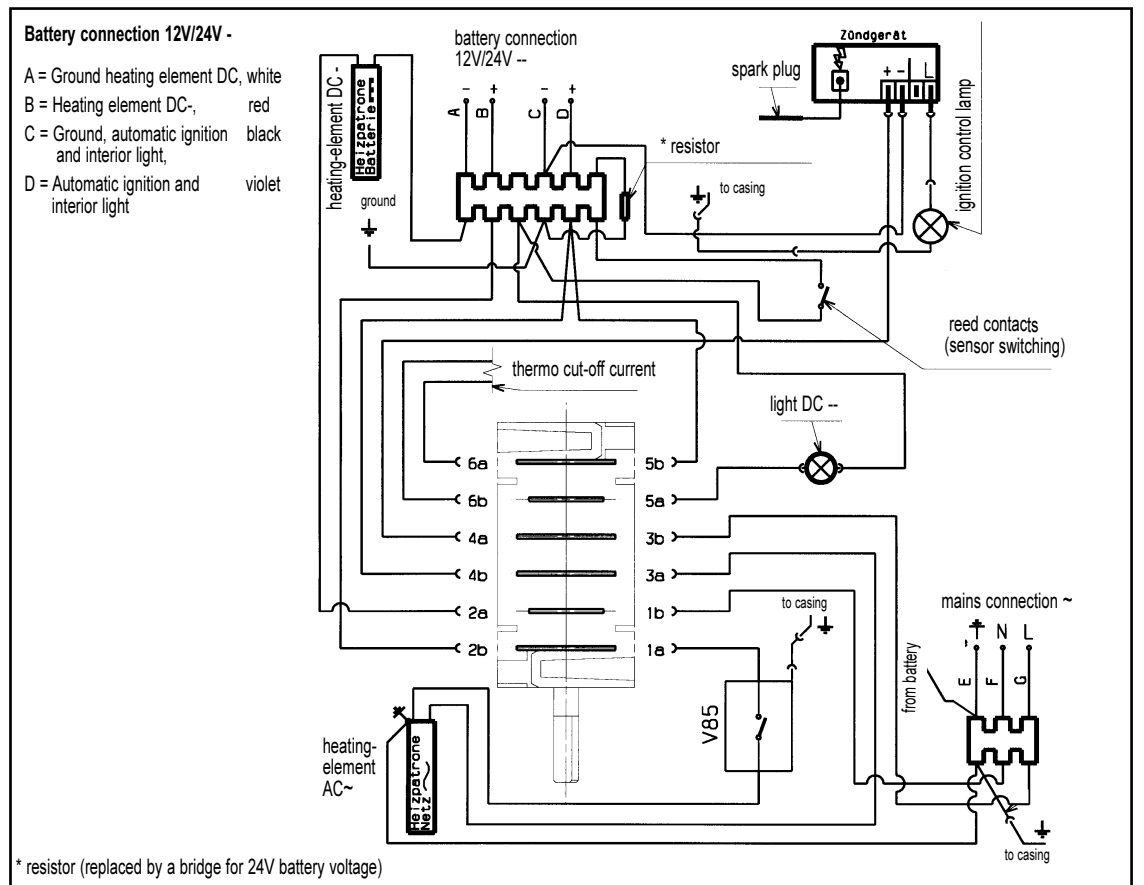 Battery connection 12V/24V -
A = Ground heating element DC, white
B = Heating element DC-, red
C = Ground, automatic ignition black
and interior light,
D = Automatic ignition and violet
interior light
heating-element DC -
Heizpatrone
Batterie
ground
battery connection
12V/24V --
- + - +
A B C D
* resistor
spark plug
Zündgerät
+ - L
ignition control lamp
to casing
reed contacts
(sensor switching)
thermo cut-off current
light DC --
6a 5b
6b 5a
4a 3b
4b 3a
2a 1b
2b 1a
to casing
mains connection ~
N L
E F G
from battery
V85
heating-
element
AC~
Heizpatrone
Netz
to casing
* resistor (replaced by a bridge for 24V battery voltage)